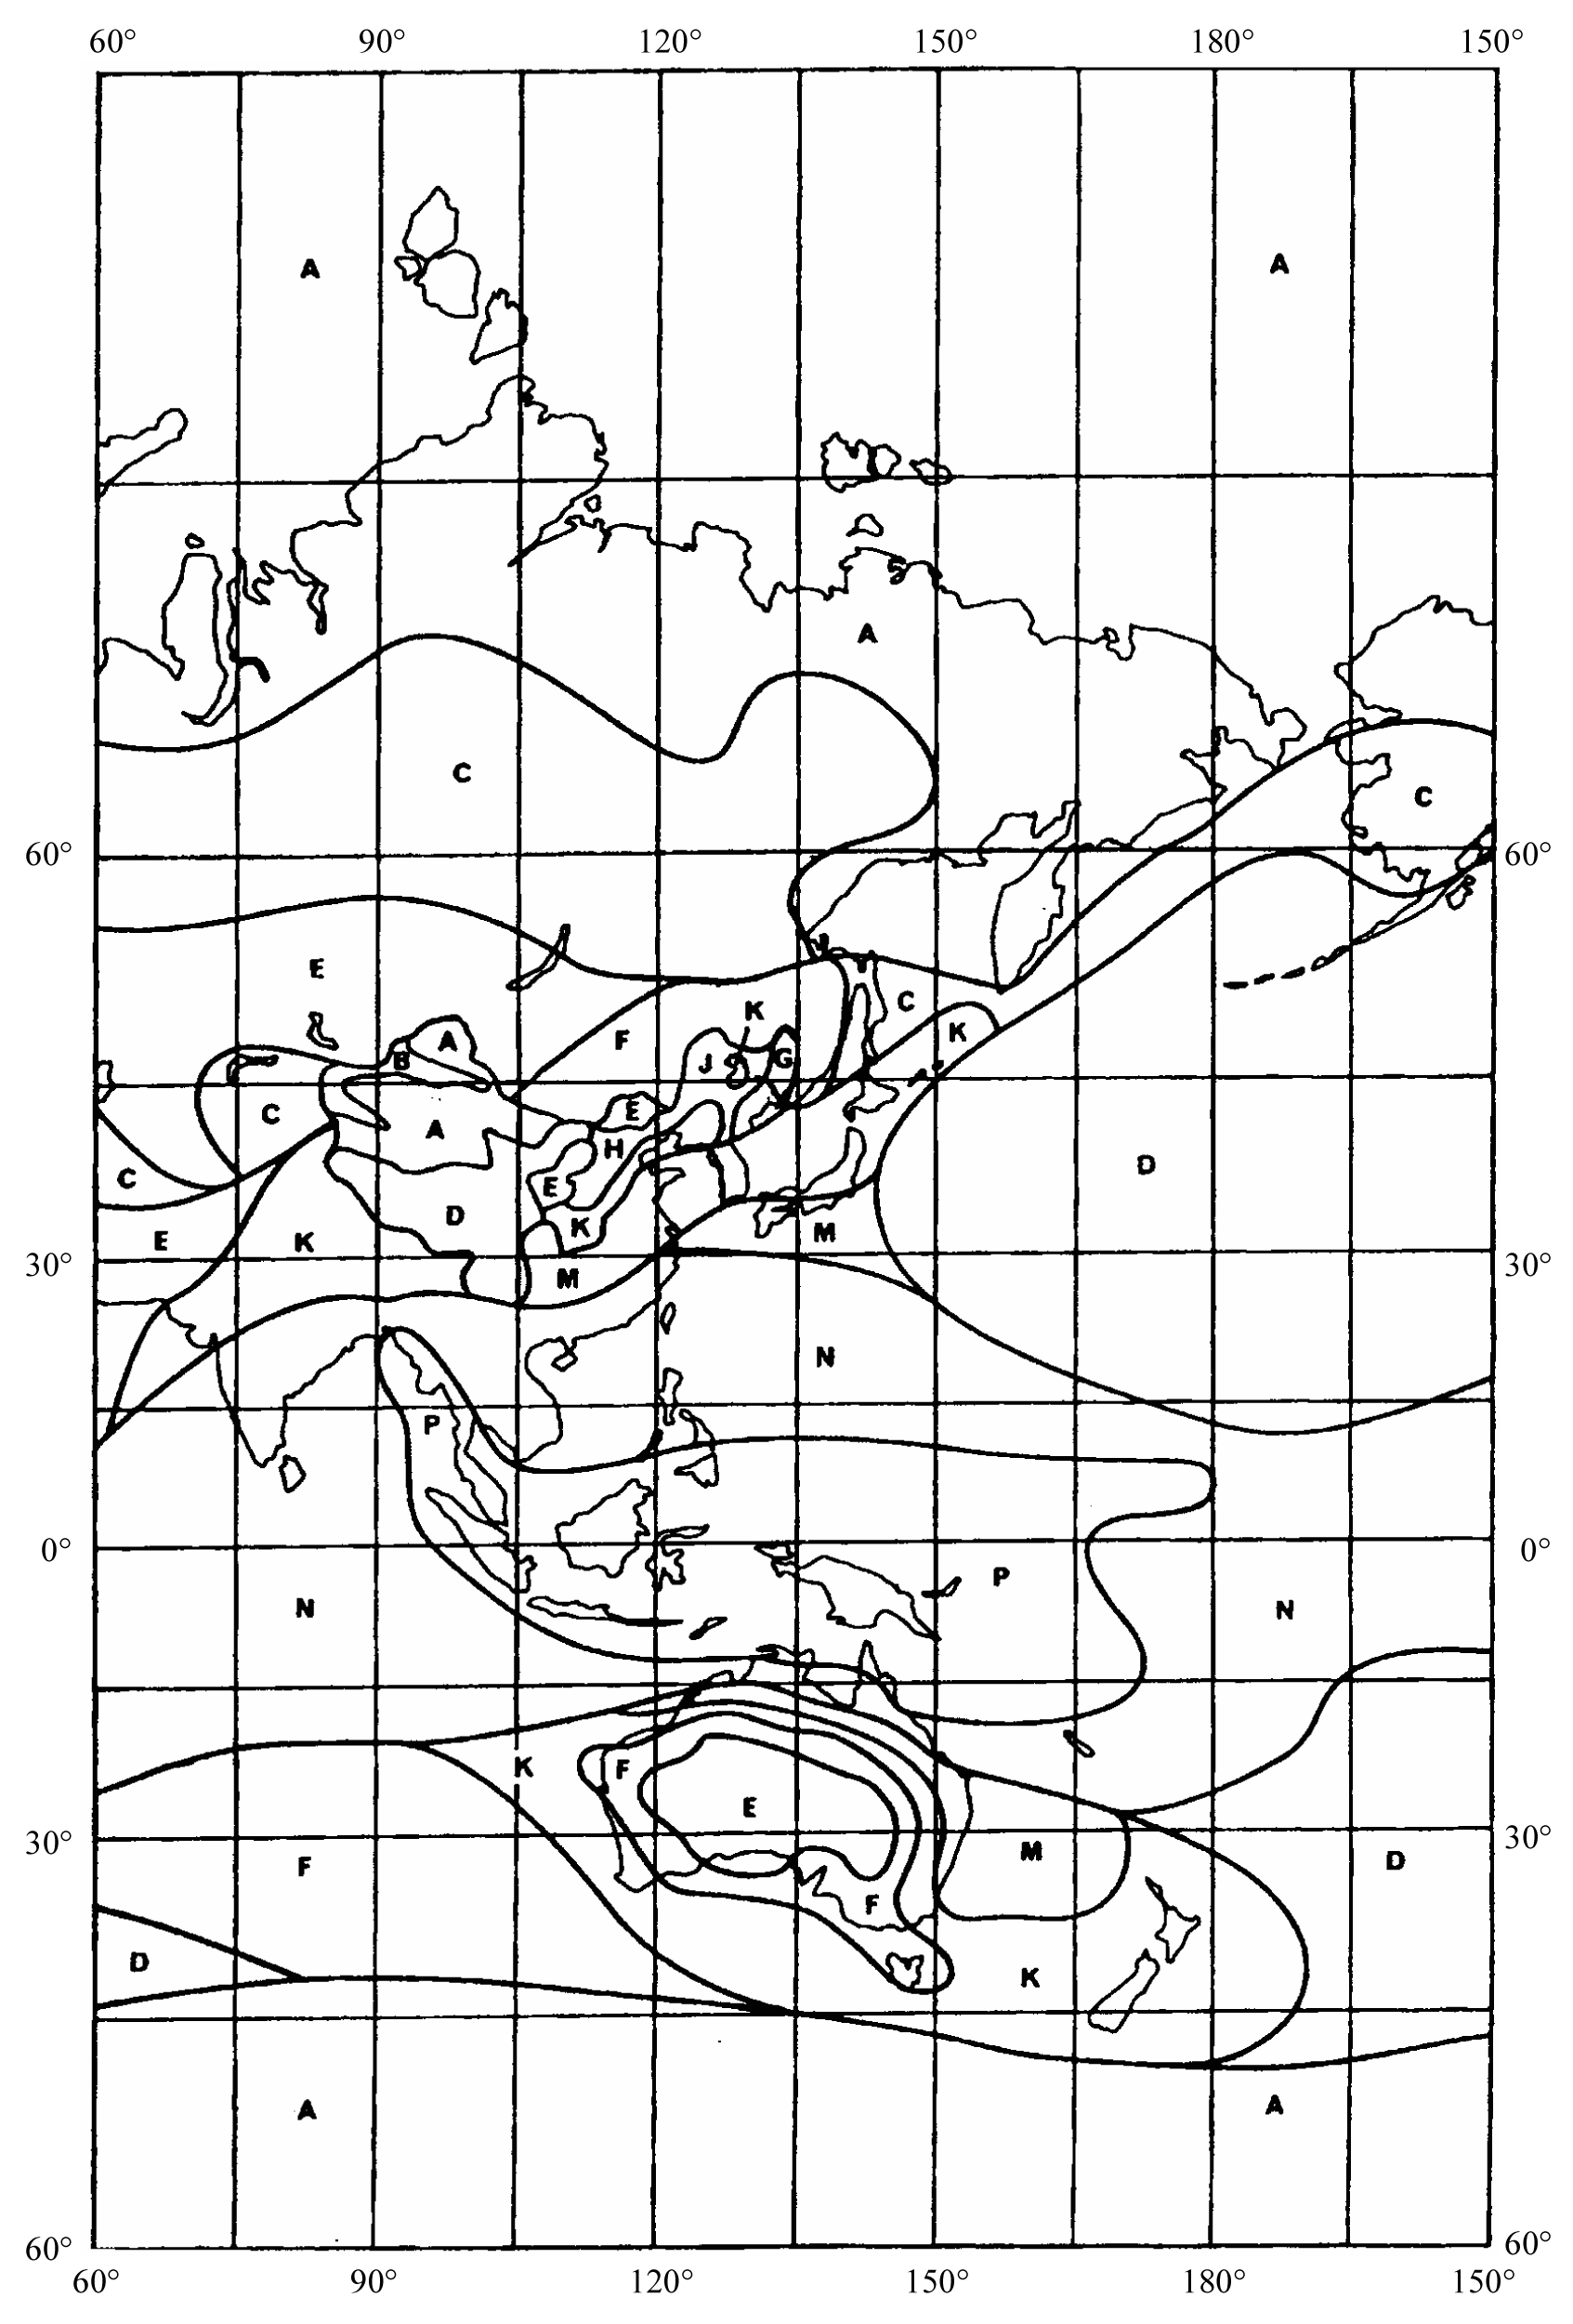 60° 90° 120° 150° 180° 150°
A A
A
C
C
60° 60°
E
K C
A F K
B J G
C E
A
H
C D
E
D K
E K M
30° 30°
M
N
P
0° 0°
P
N N
K F
E
30° M 30°
F D
F
D
K
A A
60° 60°
60° 90° 120° 150° 180° 150°